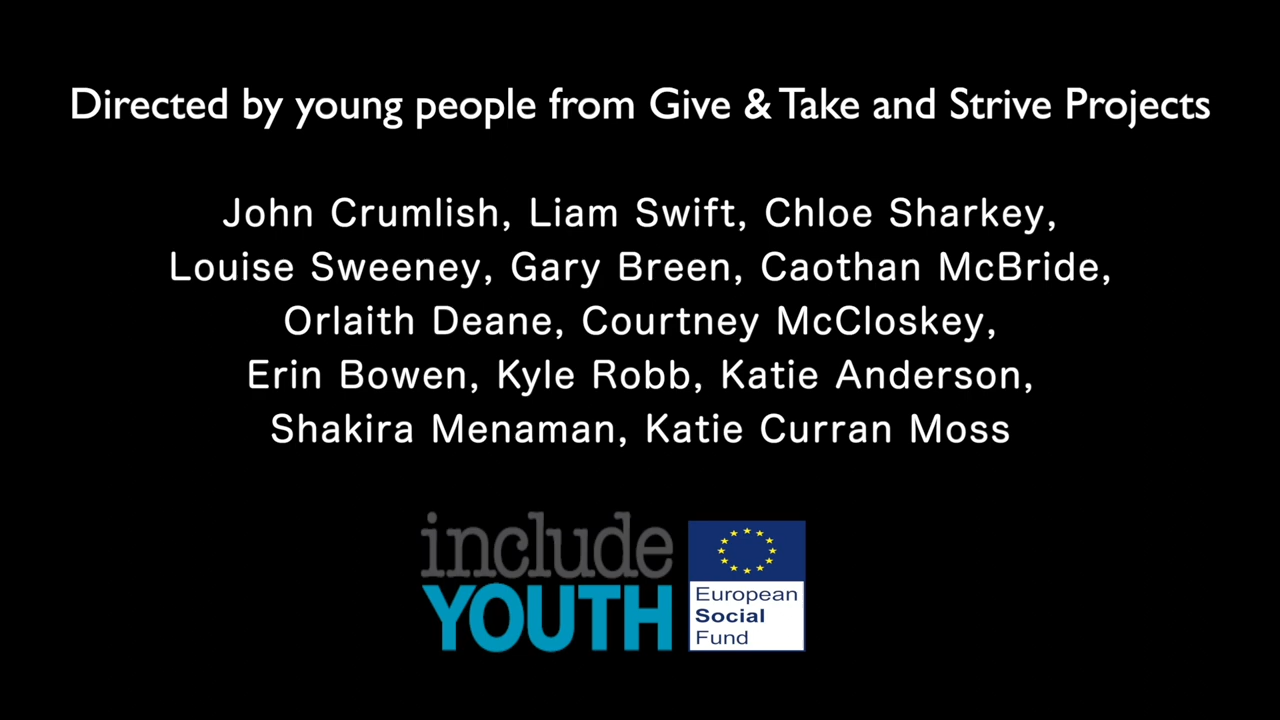 Directed by young people from Give & Take and Strive Projects
John Crumlish, Liam Swift, Chloe Sharkey,
Louise Sweeney, Gary Breen, Caothan McBride,
Orlaith Deane, Courtney McCloskey,
Erin Bowen, Kyle Robb, Katie Anderson,
Shakira Menaman, Katie Curran Moss
include
YOUTH
European
Social
Fund